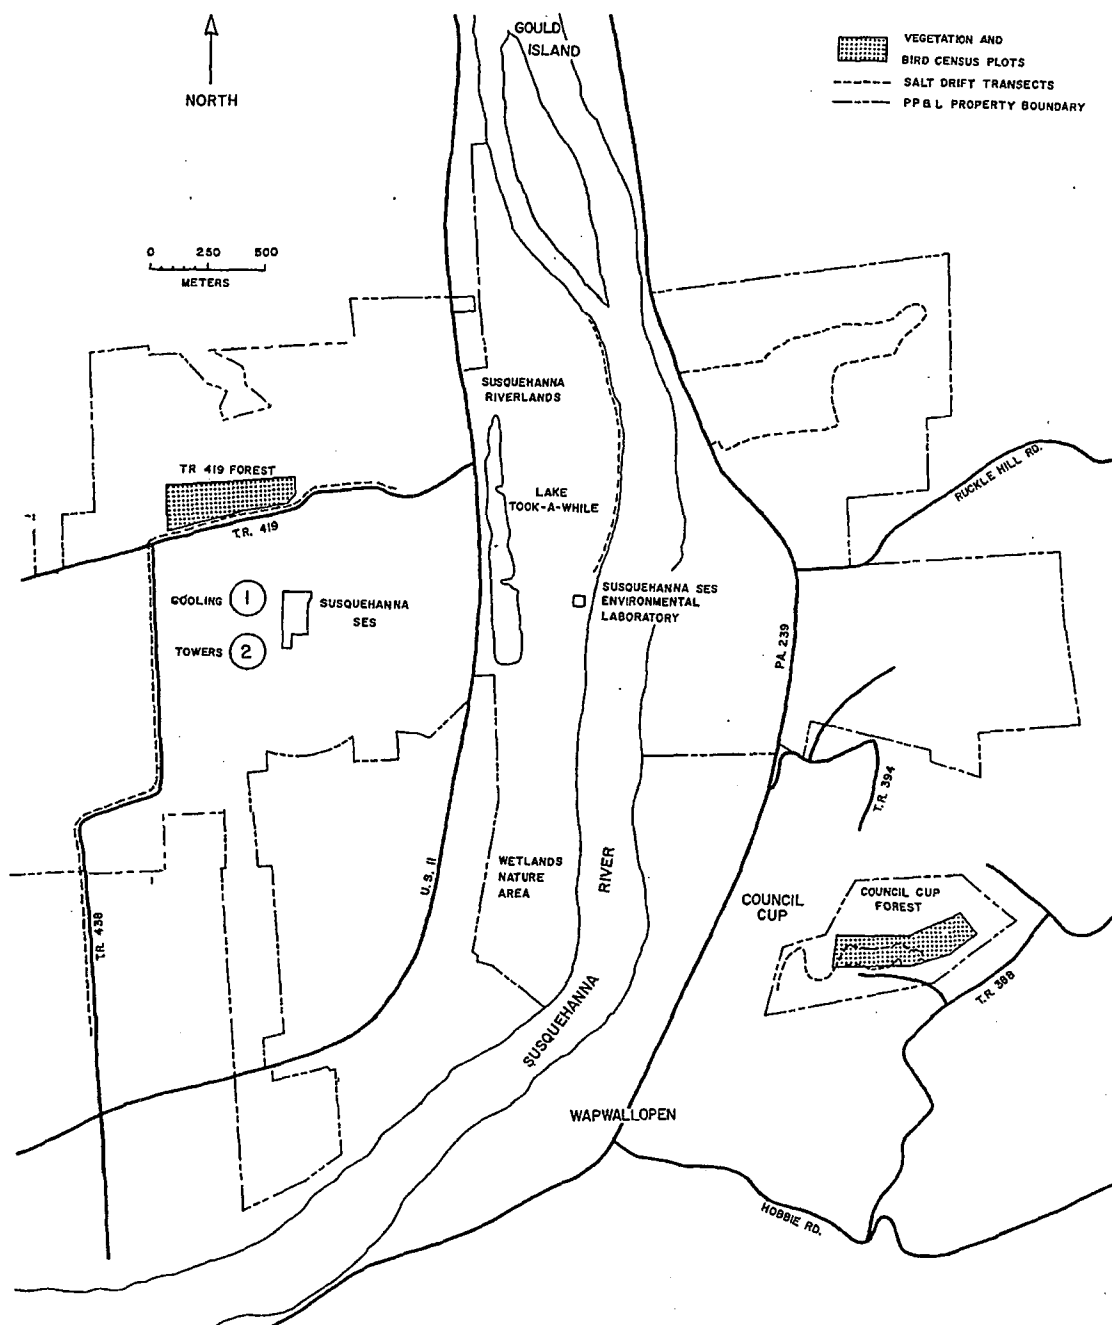 GOULD
ISLAND
VEGETATION AND
BIRD CENSUS PLOTS
SALT DRIFT TRANSECTS
PP&L PROPERTY BOUNDARY
NORTH
0 250 500
METERS
SUSQUEHANNA
RIVERLANDS
TR 419 FOREST
T.R. 419
LAKE
TOOK-A-WHILE
RUCKLE HILL RD.
COOLING 1
TOWERS 2
SUSQUEHANNA
SES
SUSQUEHANNA SES
ENVIRONMENTAL
LABORATORY
PA. 239
T.R. 394
U.S. 11
WETLANDS
NATURE
AREA
RIVER
COUNCIL
CUP
COUNCIL CUP
FOREST
T.R. 438
T.R. 388
SUSQUEHANNA
WAPWALLOPEN
HOBBIE RD.